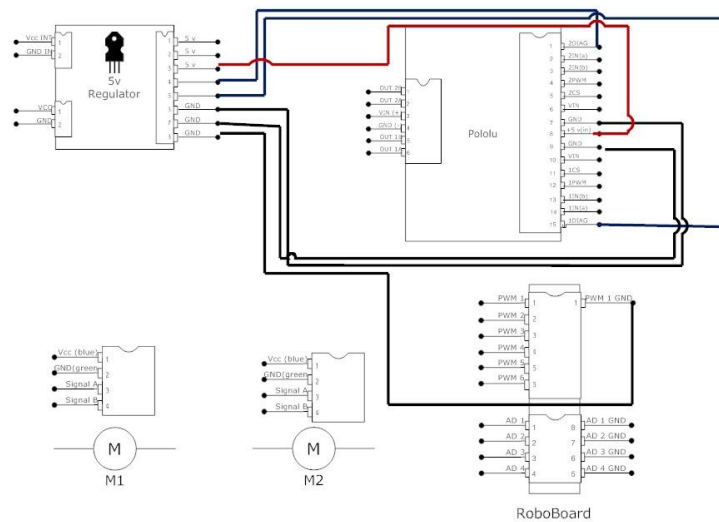 Vcc INT
1
GND IN
2
5v
Regulator
VCC
1
GND
2
5 v
1
2
5 v
3
4
GND
GND
7
GND
OUT 2B
1
OUT 2A
2
VIN (+)
3
GND (-)
4
OUT 1B
5
OUT 1A
6
Pololu
1
2DIAG
2
2IN(a)
3
2IN(b)
4
2PWM
5
2CS
6
VIN
7
GND
8
+5 v(in)
9
GND
10
VIN
11
1CS
12
1PWM
13
1IN(b)
14
1IN(a)
15
1DIAG
PWM 1
1
1
PWM 1 GND
PWM 2
2
PWM 3
3
PWM 4
4
PWM 5
5
PWM 6
AD 1
1
8
AD 1 GND
AD 2
2
7
AD 2 GND
AD 3
3
6
AD 3 GND
AD 4
4
5
AD 4 GND
RoboBoard
Vcc (blue)
1
GND(green
2
Signal A
3
Signal B
4
M
M1
Vcc (blue)
1
GND(green
2
Signal A
3
Signal B
4
M
M2